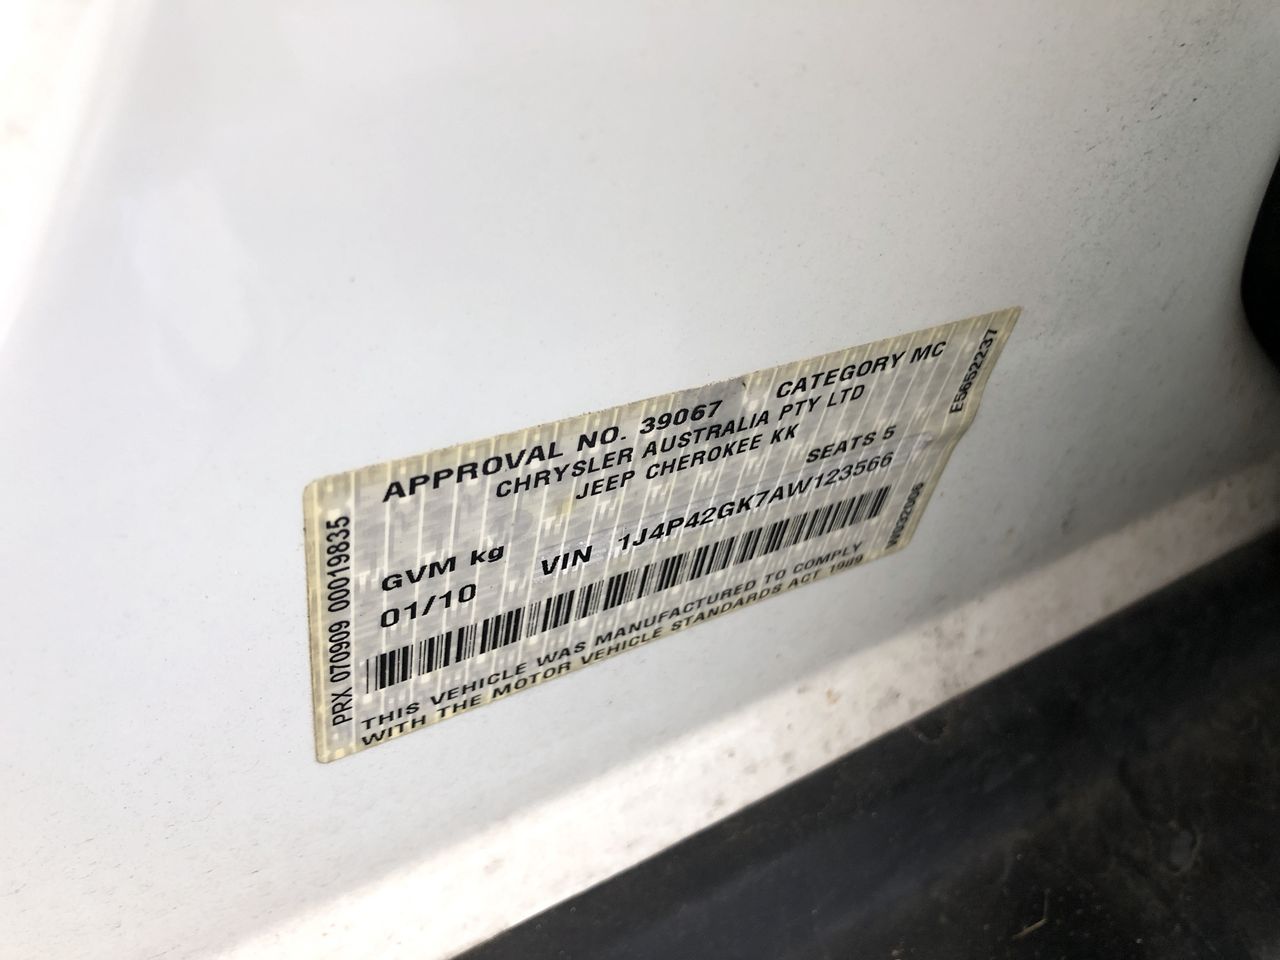 APPROVAL NO. 39067 CATEGORY MC
CHRYSLER AUSTRALIA PTY LTD
JEEP CHEROKEE KK
SEATS 5
GVM kg
01/10 VIN 1J4P42GK7AW123566
THIS VEHICLE WAS MANUFACTURED TO COMPLY
WITH THE MOTOR VEHICLE STANDARDS ACT 1989
PRX 070909 00019835
E5652237